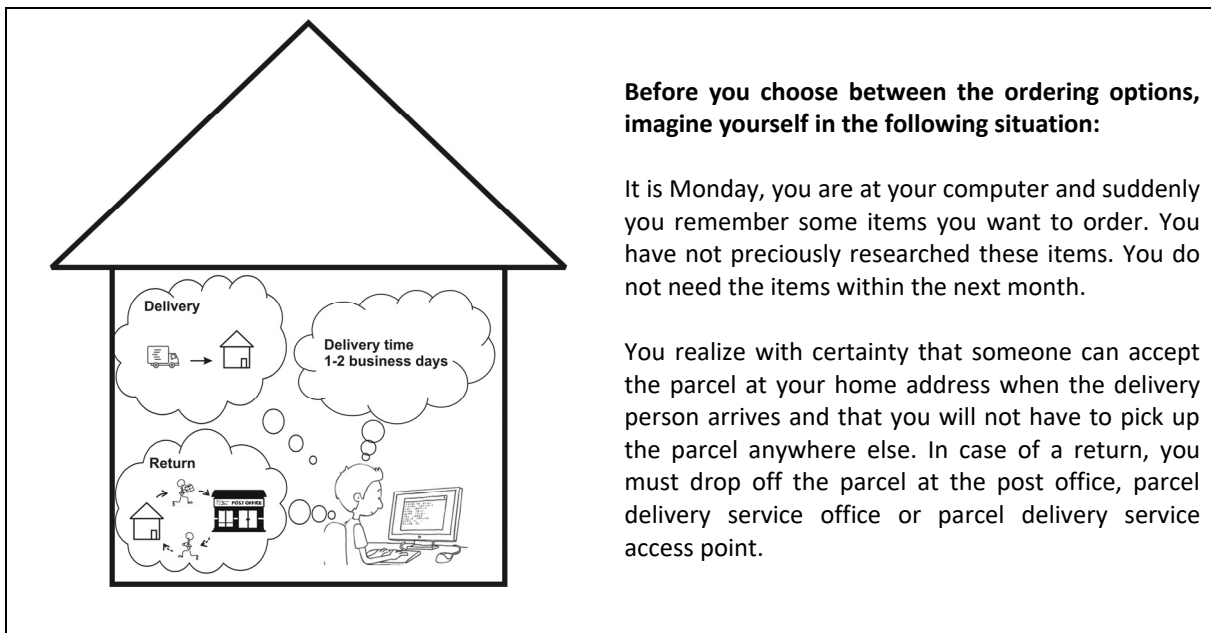 Before you choose between the ordering options,
imagine yourself in the following situation:
It is Monday, you are at your computer and suddenly
you remember some items you want to order. You
have not preciously researched these items. You do
not need the items within the next month.
You realize with certainty that someone can accept
the parcel at your home address when the delivery
person arrives and that you will not have to pick up
the parcel anywhere else. In case of a return, you
must drop off the parcel at the post office, parcel
delivery service office or parcel delivery service
access point.
Delivery
Delivery time
1-2 business days
Return
POST OFFICE